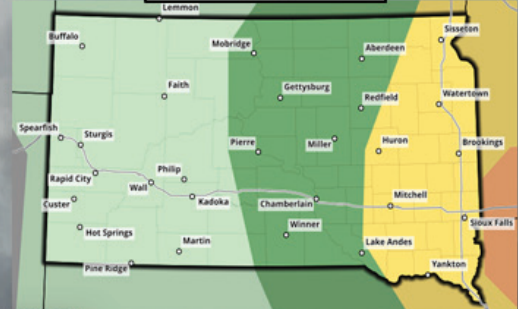 Lemmon
Sisseton
Buffalo
Mobridge
Aberdeen
Faith
Gettysburg
Redfield
Watertown
Spearfish
Sturgis
Pierre
Miller
Huron
Brookings
Rapid City
Wall
Philip
Kadoka
Chamberlain
Mitchell
Custer
Sioux Falls
Hot Springs
Martin
Winner
Lake Andes
Pine Ridge
Yankton